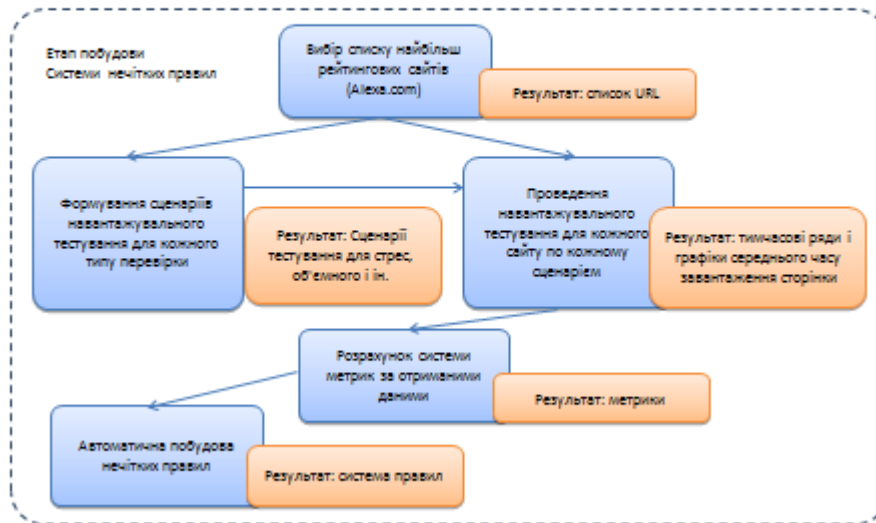 Етап побудови
Системи нечітких правил
Вибір списку найбільш
рейтингових сайтів
(Alexa.com)
Результат: список URL
Формування сценаріїв
навантажувального
тестування для кожного
типу перевірки
Результат: Сценарії
тестування для стрес,
об'ємного і ін.
Проведення
навантажувального
тестування для кожного
сайту по кожному
сценарієм
Результат: тимчасові ряди і
графіки середнього часу
завантаження сторінки
Розрахунок системи
метрик за отриманими
даними
Результат: метрики
Автоматична побудова
нечітких правил
Результат: система правил